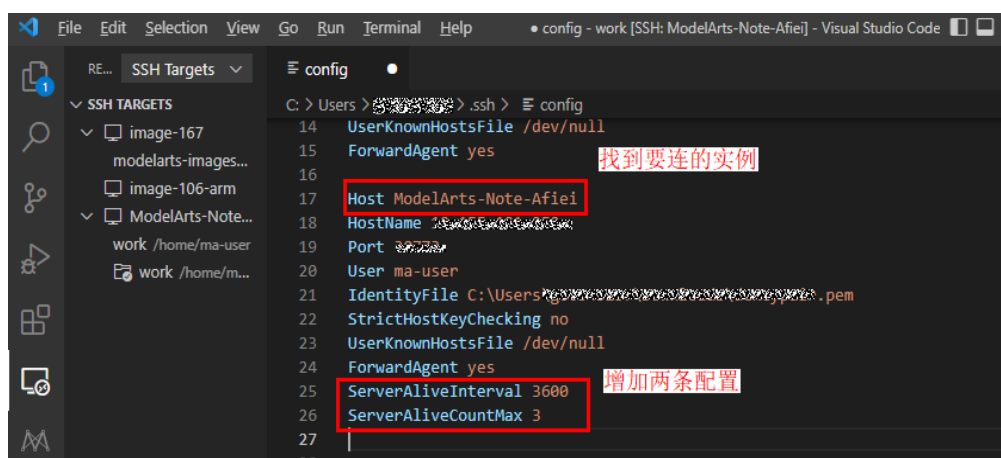 File Edit Selection View Go Run Terminal Help ● config - work [SSH: ModelArts-Note-Afiei] - Visual Studio Code
RE... SSH Targets
config ●
SSH TARGETS
image-167
modelarts-images...
image-106-arm
ModelArts-Note...
work /home/ma-user
work /home/m...
1
C: > Users > > .ssh > config
14 UserKnownHostsFile /dev/null
15 ForwardAgent yes
找到要连的实例
16
17 Host ModelArts-Note-Afiei
18 HostName
19 Port
20 User ma-user
21 IdentityFile C:\Users .pem
22 StrictHostKeyChecking no
23 UserKnownHostsFile /dev/null
24 ForwardAgent yes
增加两条配置
25 ServerAliveInterval 3600
26 ServerAliveCountMax 3
27